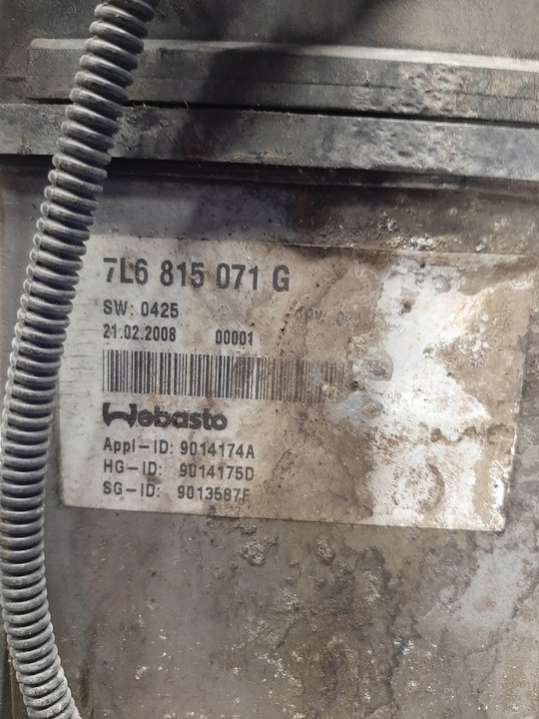 7L6 815 071 G
SW: 0425
21.02.2008 00001
Webasto
Appl-ID: 9014174A
HG-ID: 9014175D
SG-ID: 9013587F